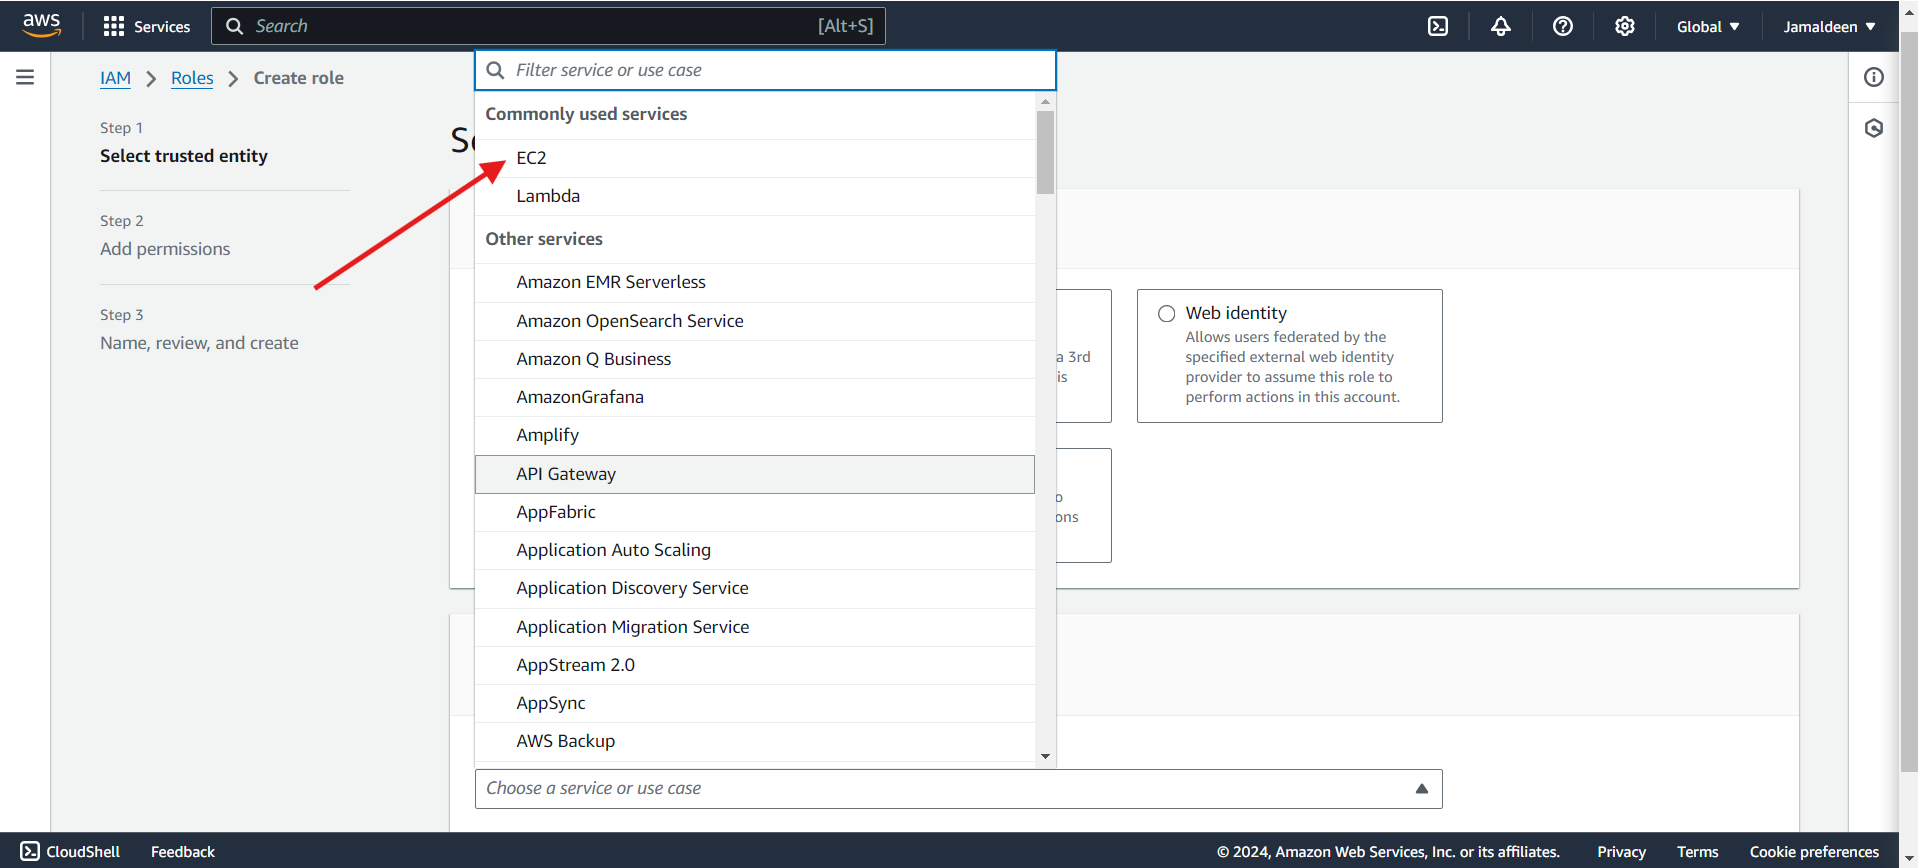 aws
Services
Search
[Alt+S]
Global
Jamaldeen
IAM
Roles
Create role
Step 1
Select trusted entity
Step 2
Add permissions
Step 3
Name, review, and create
Filter service or use case
Commonly used services
EC2
Lambda
Other services
Amazon EMR Serverless
Amazon OpenSearch Service
Amazon Q Business
AmazonGrafana
Amplify
API Gateway
AppFabric
Application Auto Scaling
Application Discovery Service
Application Migration Service
AppStream 2.0
AppSync
AWS Backup
Choose a service or use case
a 3rd
is
Web identity
Allows users federated by the
specified external web identity
provider to assume this role to
perform actions in this account.
CloudShell
Feedback
© 2024, Amazon Web Services, Inc. or its affiliates.
Privacy
Terms
Cookie preferences